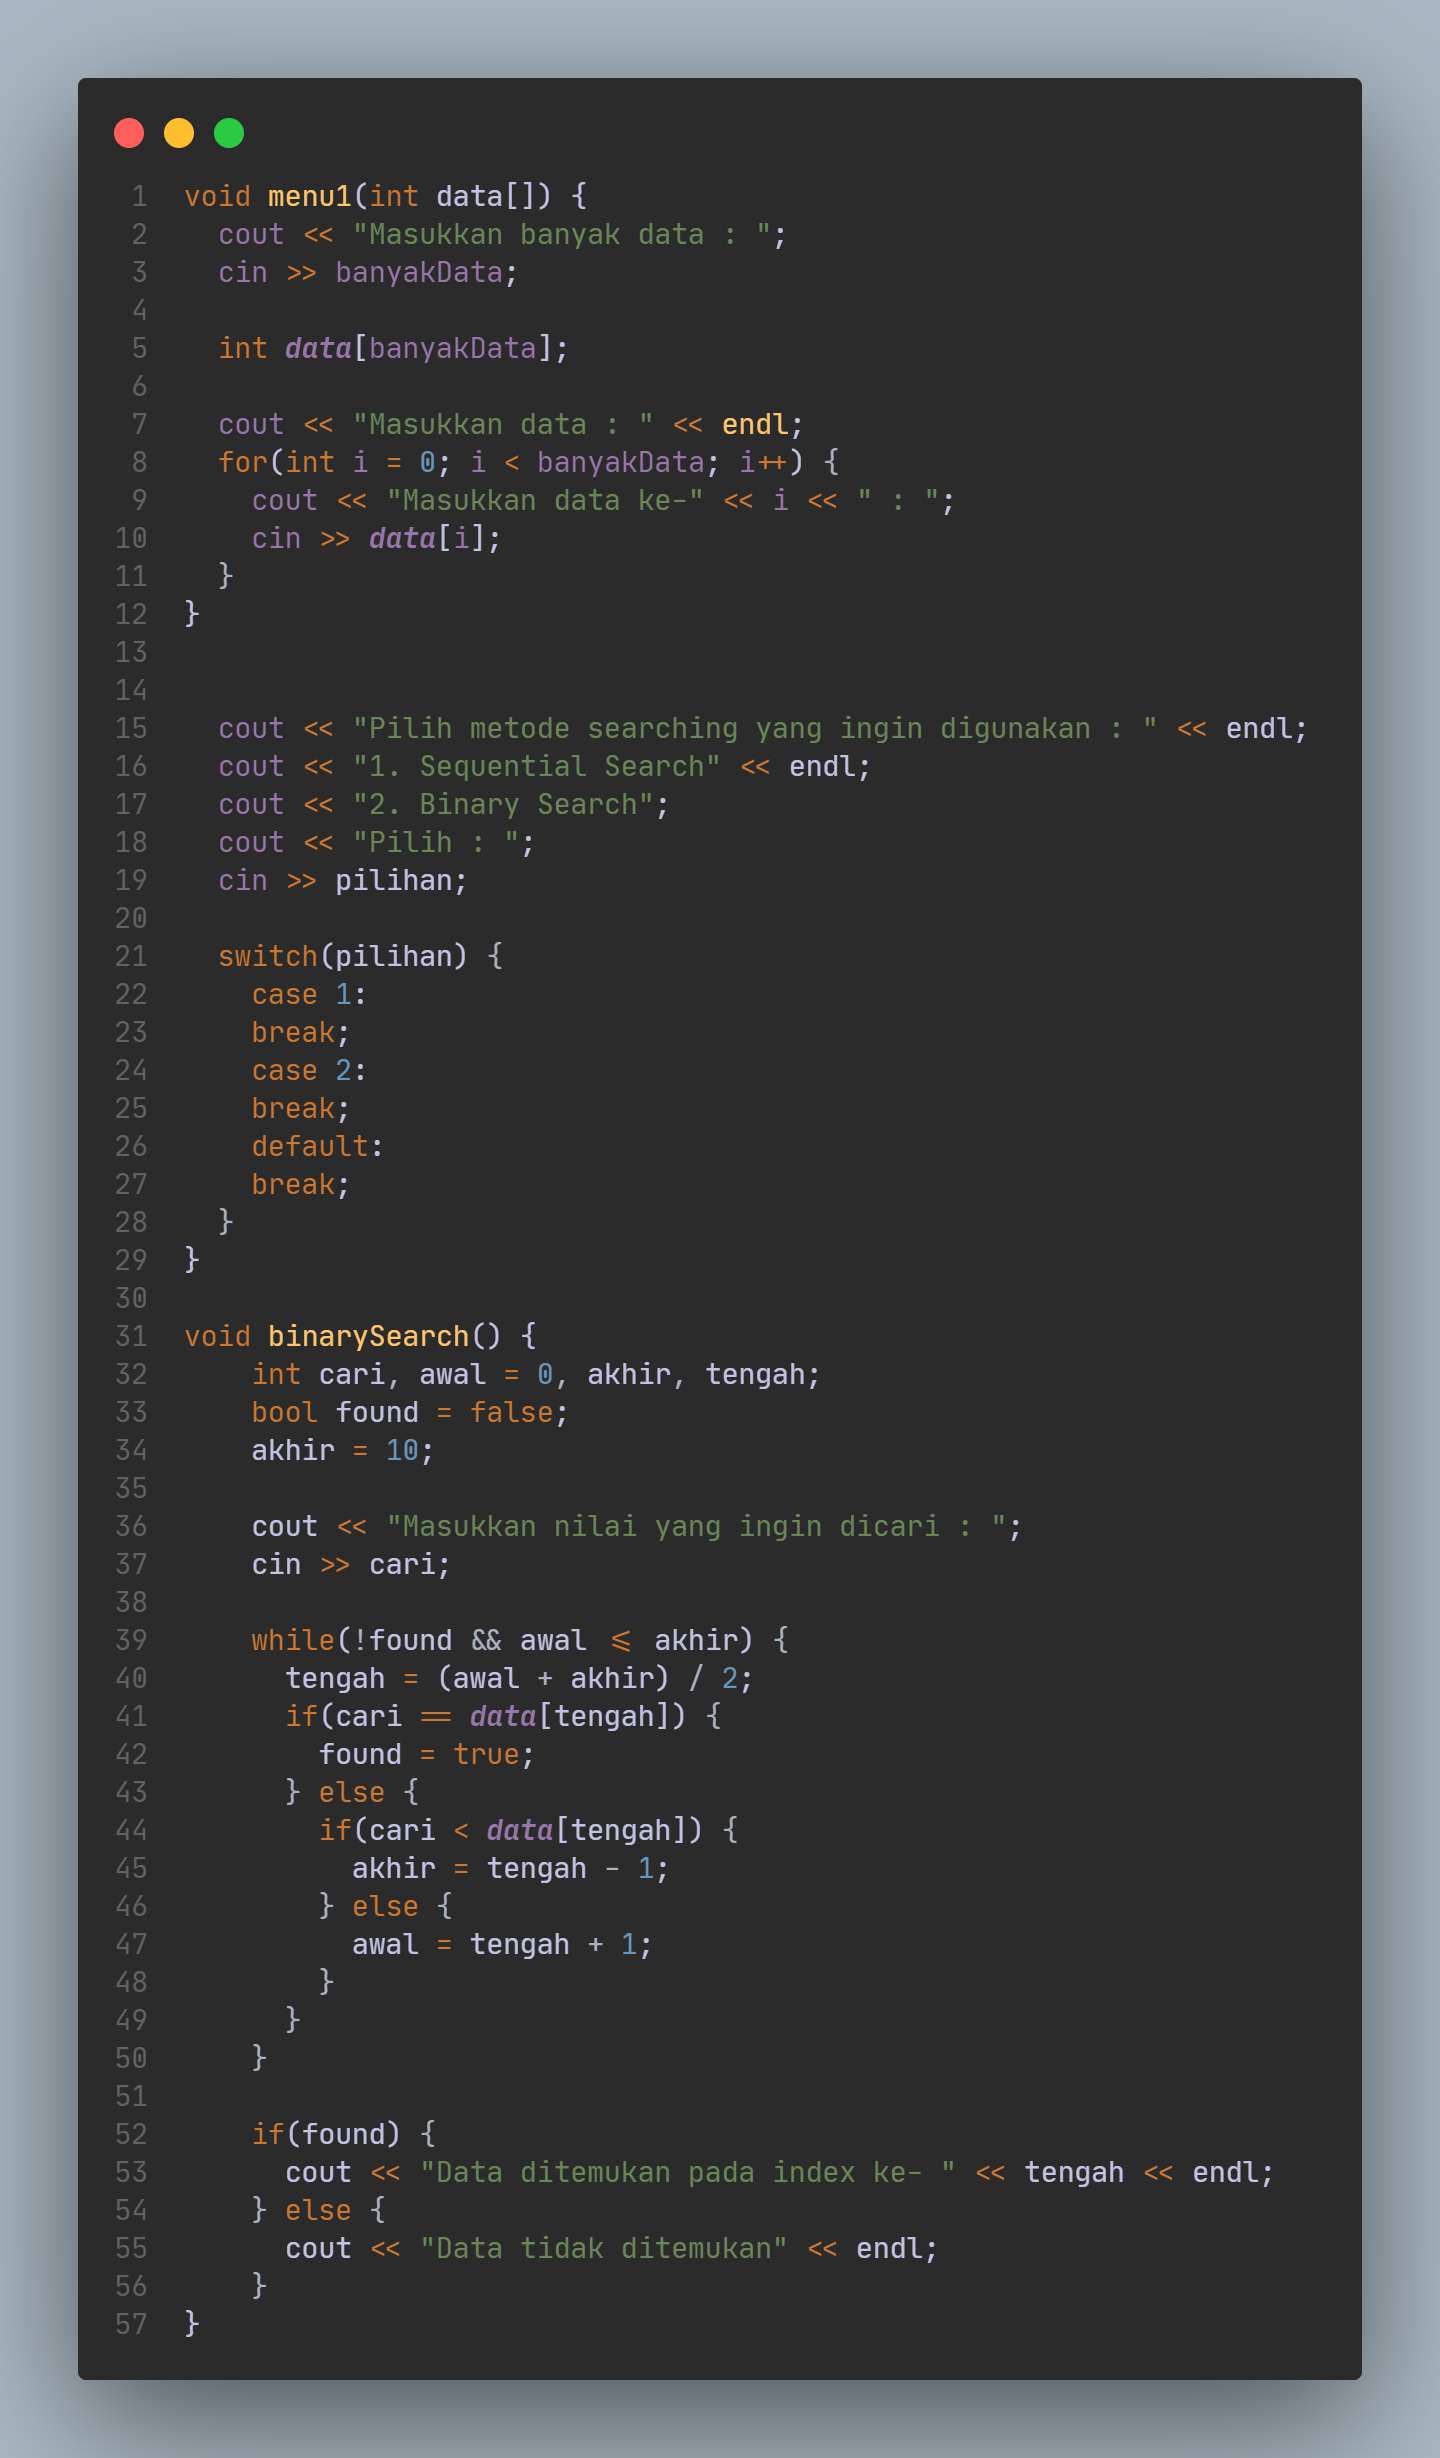 1 void menu1(int data[]) {
2   cout << "Masukkan banyak data : ";
3   cin >> banyakData;
4
5   int data[banyakData];
6
7   cout << "Masukkan data : " << endl;
8   for(int i = 0; i < banyakData; i++) {
9     cout << "Masukkan data ke-" << i << " : ";
10     cin >> data[i];
11   }
12 }
13
14
15   cout << "Pilih metode searching yang ingin digunakan : " << endl;
16   cout << "1. Sequential Search" << endl;
17   cout << "2. Binary Search";
18   cout << "Pilih : ";
19   cin >> pilihan;
20
21   switch(pilihan) {
22     case 1:
23     break;
24     case 2:
25     break;
26     default:
27     break;
28   }
29 }
30
31 void binarySearch() {
32     int cari, awal = 0, akhir, tengah;
33     bool found = false;
34     akhir = 10;
35
36     cout << "Masukkan nilai yang ingin dicari : ";
37     cin >> cari;
38
39     while(!found && awal <= akhir) {
40       tengah = (awal + akhir) / 2;
41       if(cari == data[tengah]) {
42         found = true;
43       } else {
44         if(cari < data[tengah]) {
45           akhir = tengah - 1;
46         } else {
47           awal = tengah + 1;
48         }
49       }
50     }
51
52     if(found) {
53       cout << "Data ditemukan pada index ke- " << tengah << endl;
54     } else {
55       cout << "Data tidak ditemukan" << endl;
56     }
57 }